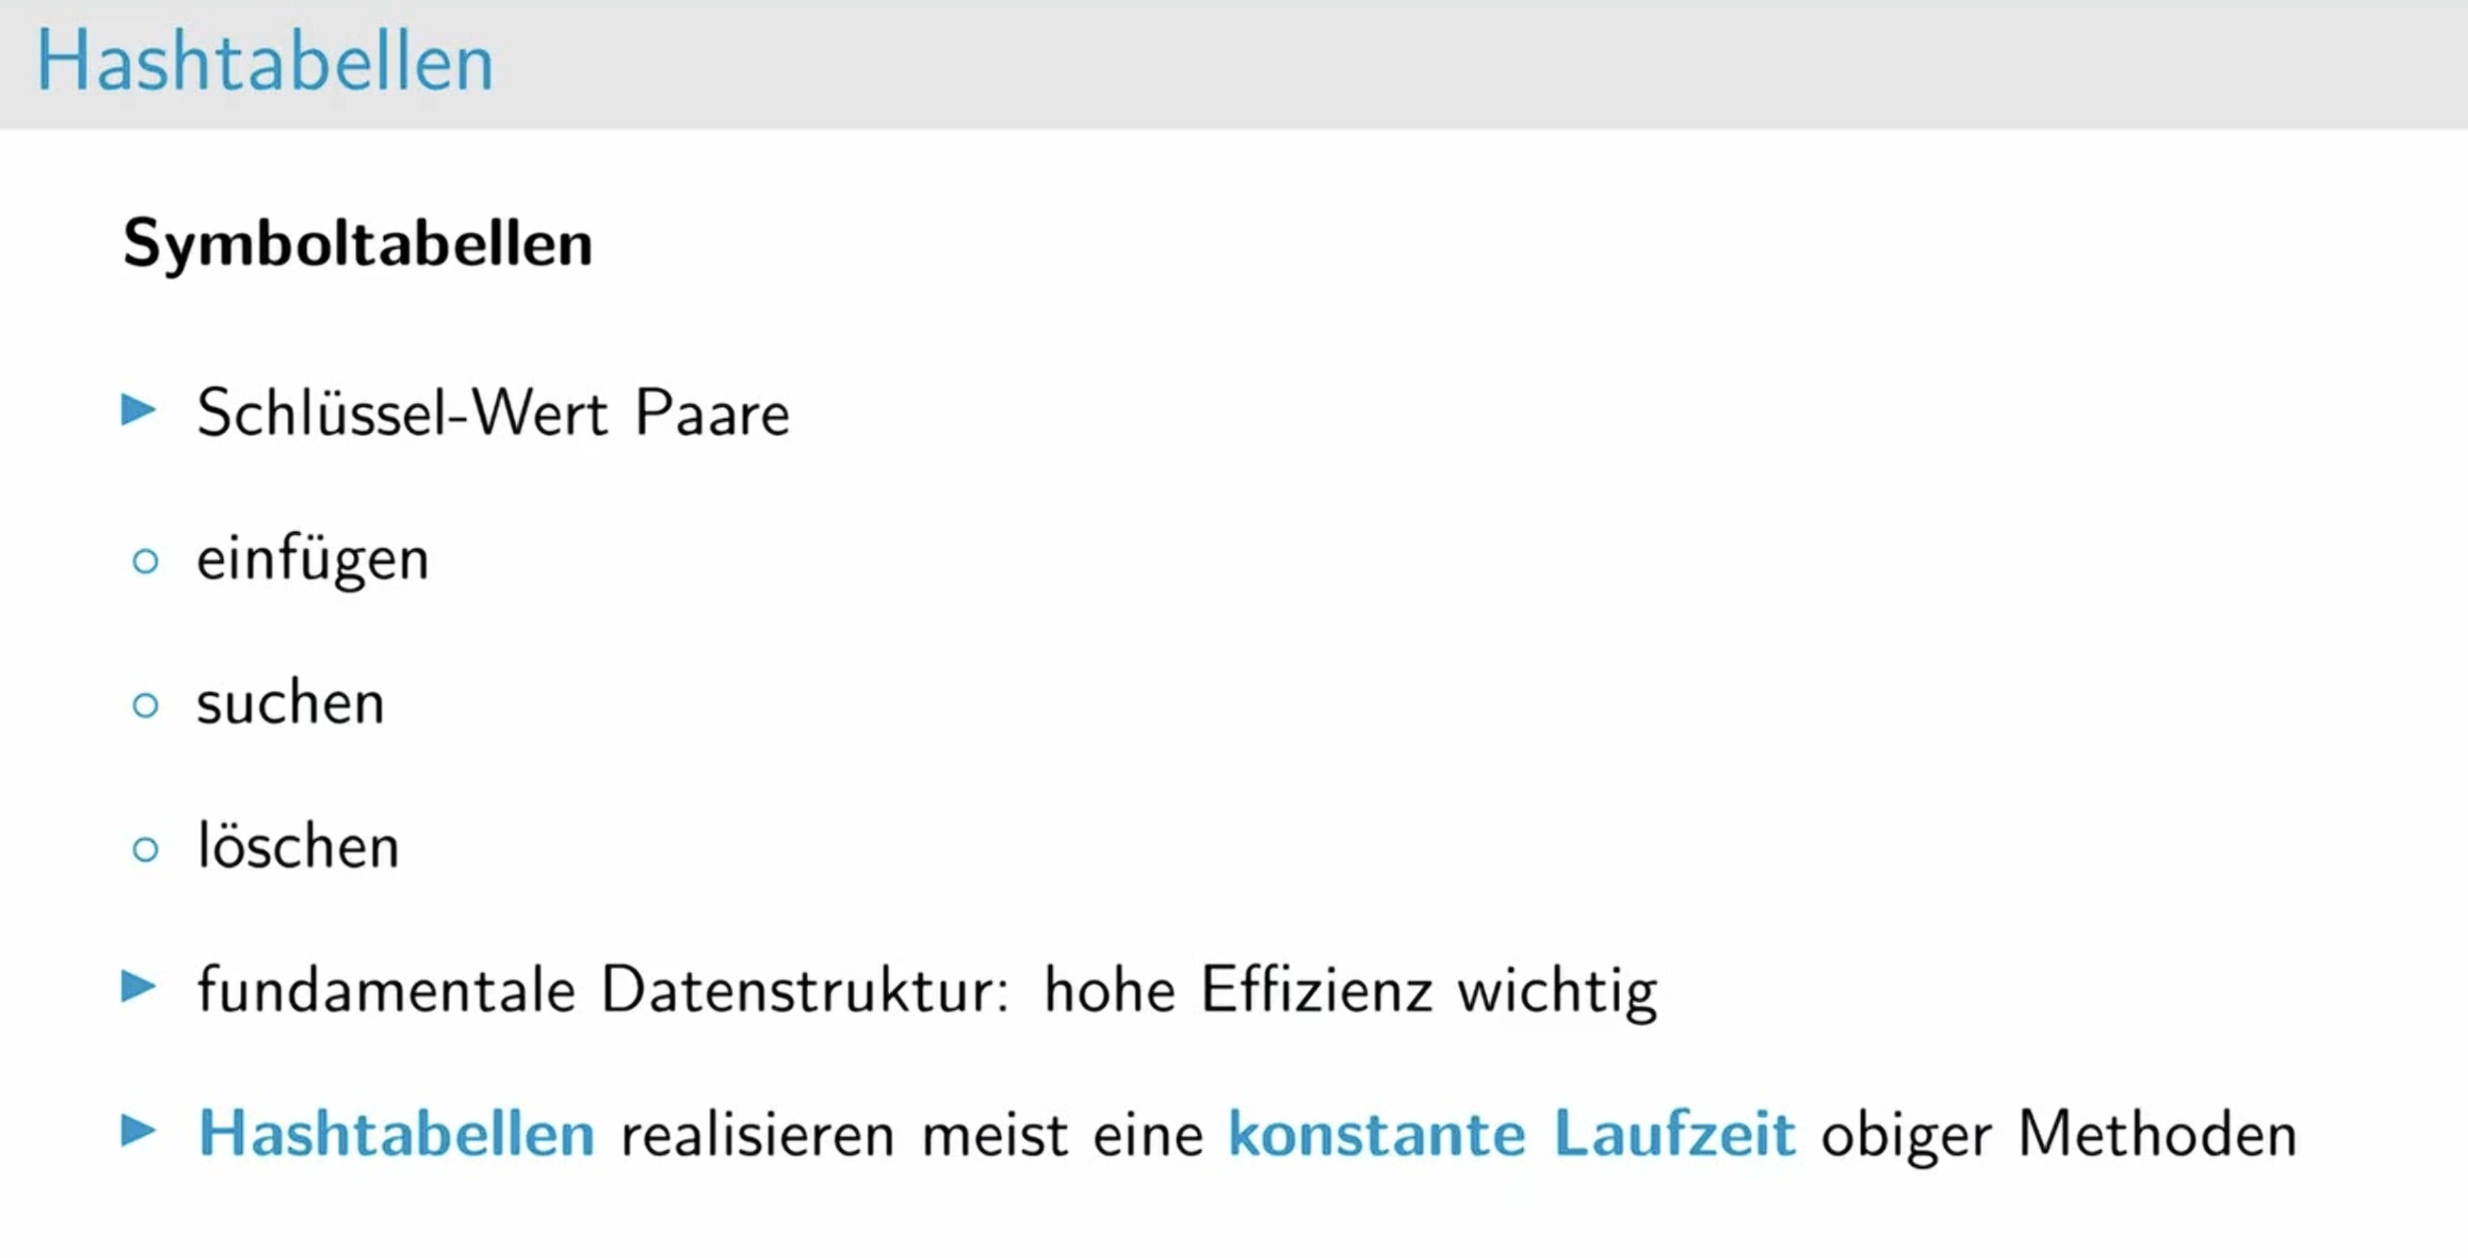 Hashtabellen
Symboltabellen
▶ Schlüssel-Wert Paare
○ einfügen
○ suchen
○ löschen
▶ fundamentale Datenstruktur: hohe Effizienz wichtig
▶ Hashtabellen realisieren meist eine konstante Laufzeit obiger Methoden